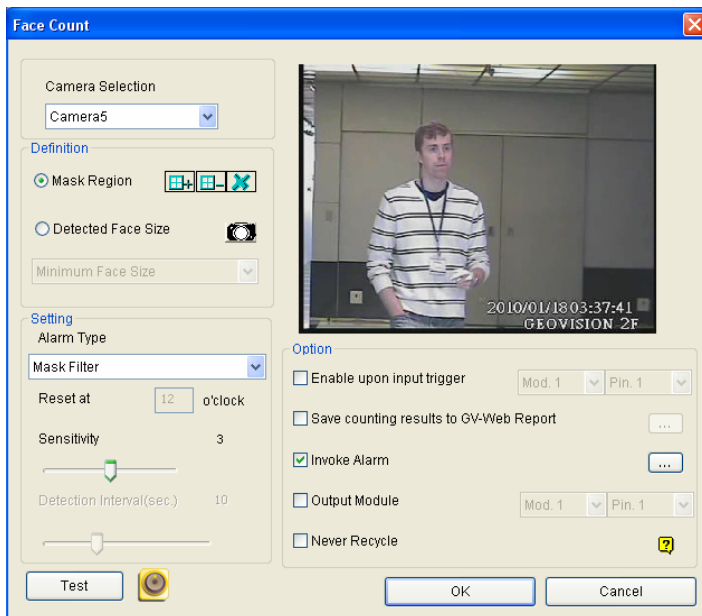 Face Count
Camera Selection
Camera5
Definition
Mask Region
Detected Face Size
Minimum Face Size
Setting
Alarm Type
Mask Filter
Reset at 12 o'clock
Sensitivity 3
Detection Interval(sec.) 10
Test
2010/01/18 03:37:41
GEOVISION 2F
Option
Enable upon input trigger Mod. 1 Pin. 1
Save counting results to GV-Web Report ...
Invoke Alarm ...
Output Module Mod. 1 Pin. 1
Never Recycle ?
OK Cancel